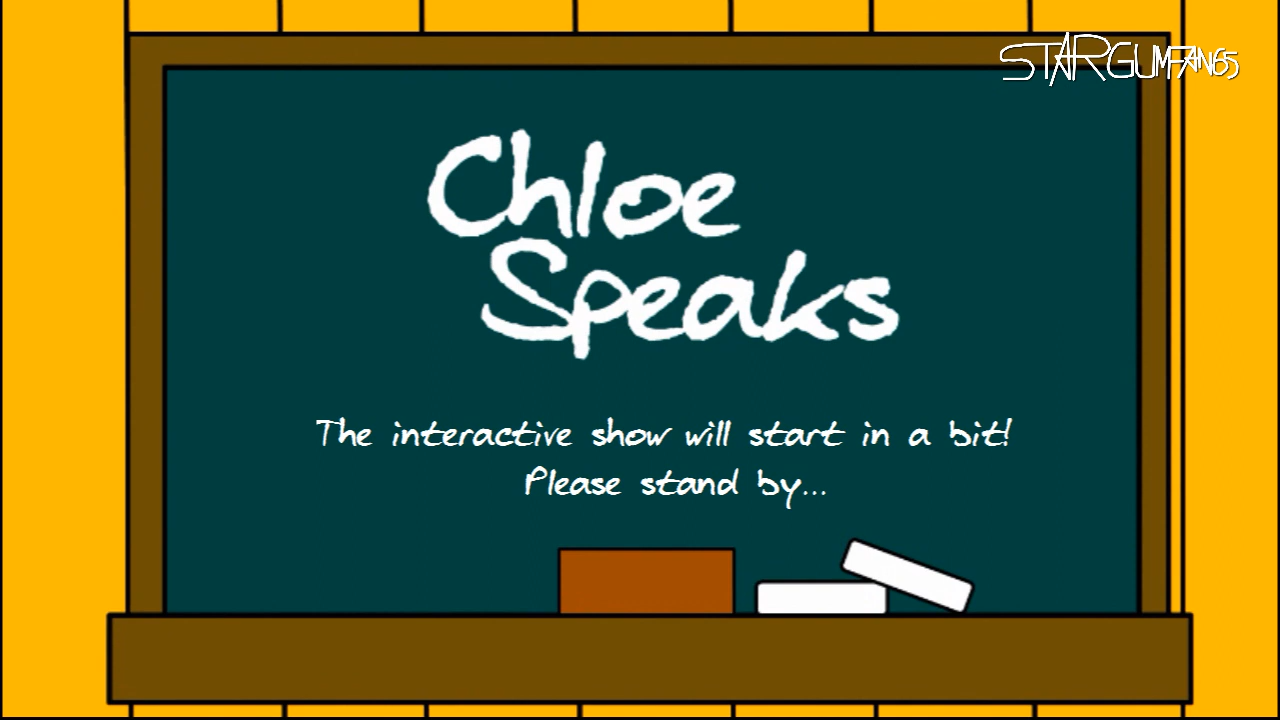 STARGUMFAN65
Chloe
Speaks
The interactive show will start in a bit!
Please stand by...